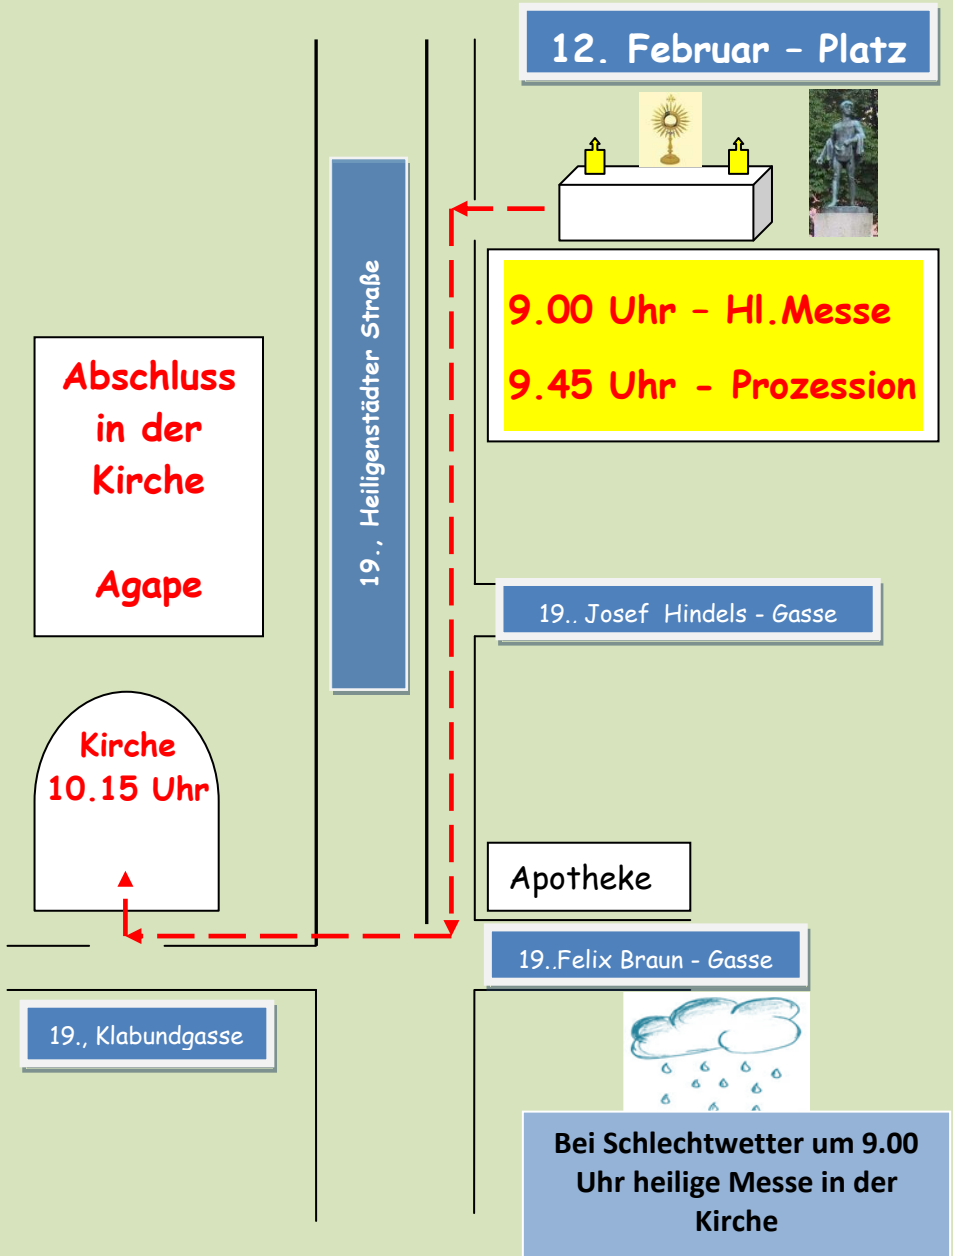 12. Februar – Platz
19., Heiligenstädter Straße
9.00 Uhr – Hl.Messe
9.45 Uhr - Prozession
Abschluss
in der
Kirche
Agape
19.. Josef Hindels - Gasse
Kirche
10.15 Uhr
Apotheke
19..Felix Braun - Gasse
19., Klabundgasse
Bei Schlechtwetter um 9.00
Uhr heilige Messe in der
Kirche